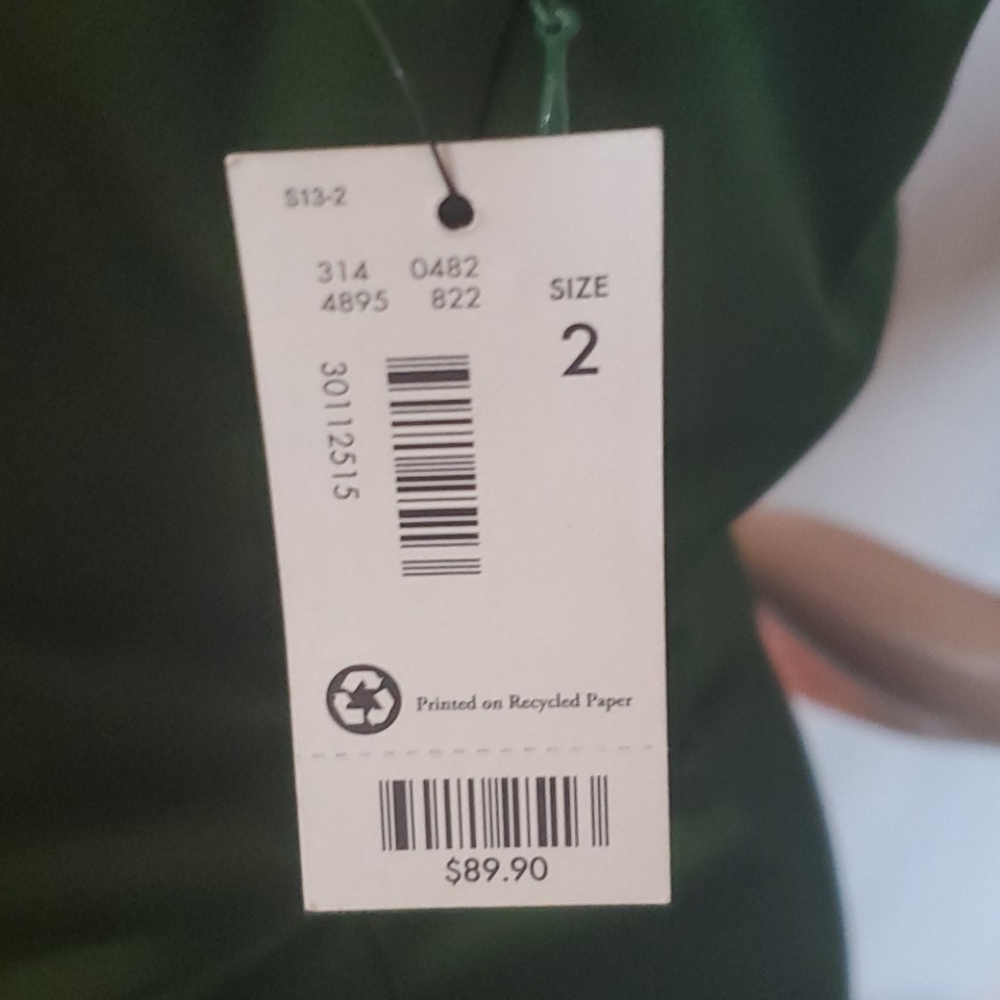 S13-2
314 0482
4895 822
SIZE
2
30112515
Printed on Recycled Paper
$89.90